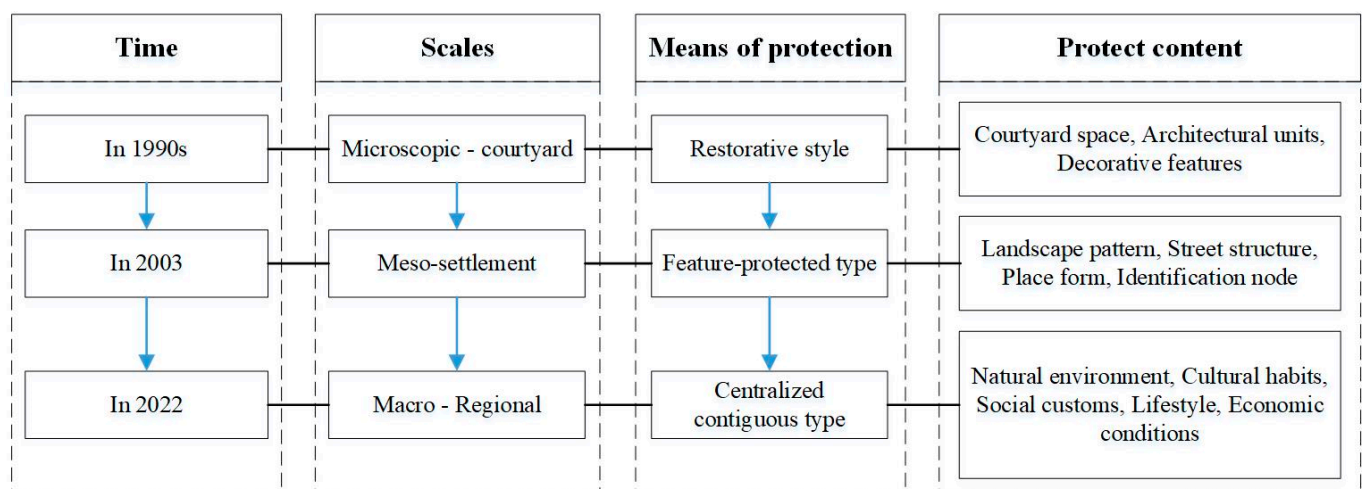 Time
Scales
Means of protection
Protect content
In 1990s
Microscopic - courtyard
Restorative style
Courtyard space, Architectural units,
Decorative features
In 2003
Meso-settlement
Feature-protected type
Landscape pattern, Street structure,
Place form, Identification node
In 2022
Macro - Regional
Centralized
contiguous type
Natural environment, Cultural habits,
Social customs, Lifestyle, Economic
conditions